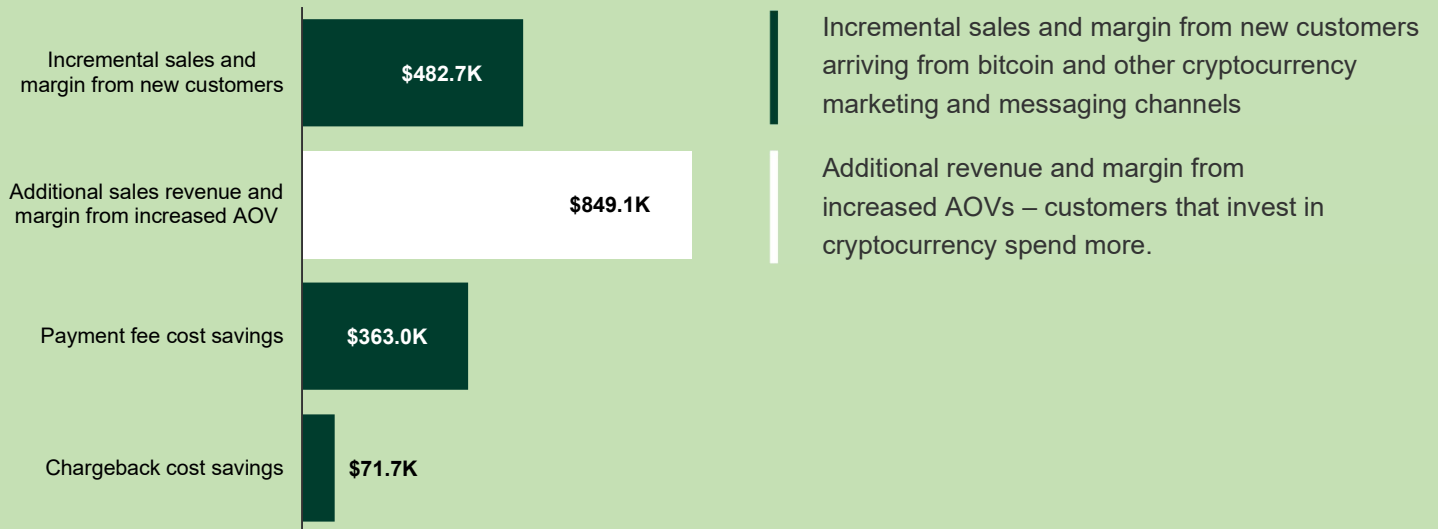 Incremental sales and
margin from new customers
$482.7K
Additional sales revenue and
margin from increased AOV
$849.1K
Payment fee cost savings
$363.0K
Chargeback cost savings
$71.7K
Incremental sales and margin from new customers
arriving from bitcoin and other cryptocurrency
marketing and messaging channels
Additional revenue and margin from
increased AOVs – customers that invest in
cryptocurrency spend more.